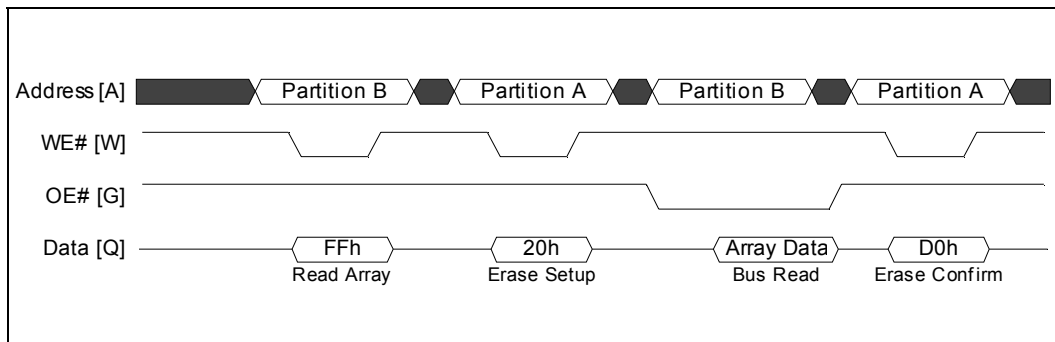 Address [A] Partition B Partition A Partition B Partition A
WE# [W]
OE# [G]
Data [Q] FFh 20h Array Data D0h
Read Array Erase Setup Bus Read Erase Confirm